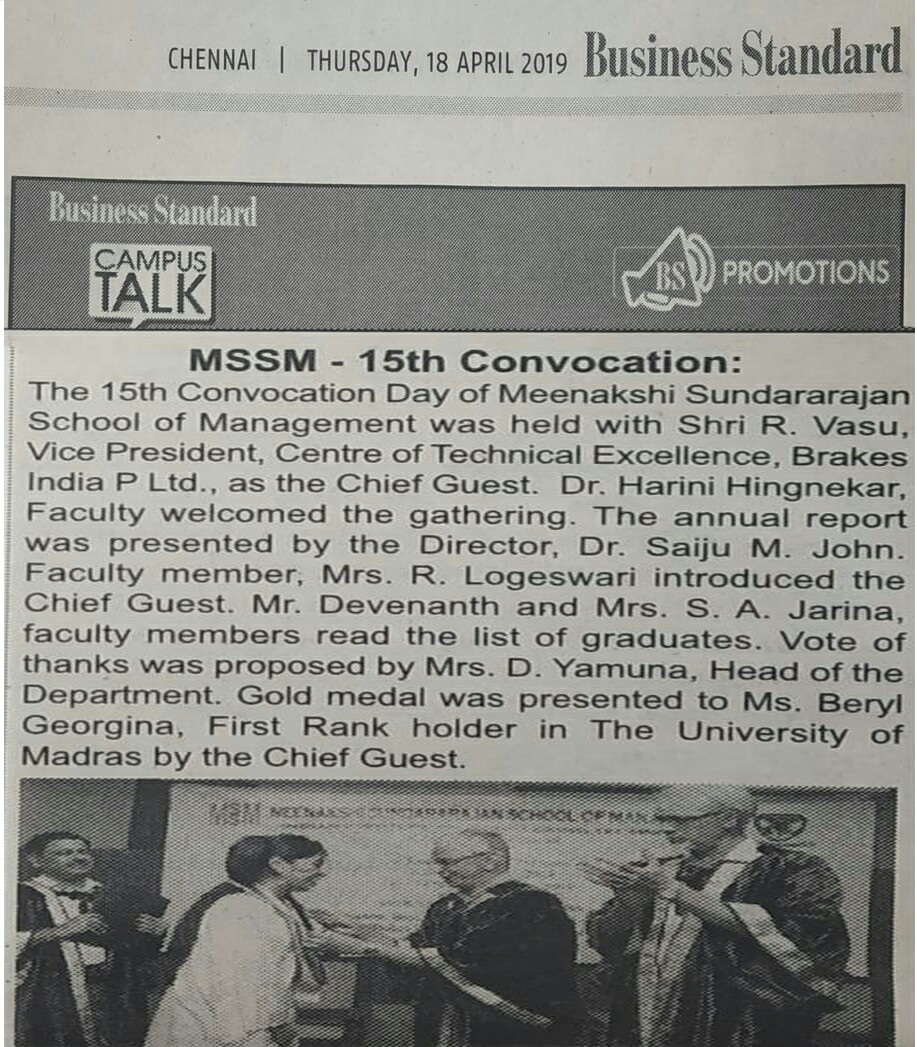 CHENNAI | THURSDAY, 18 APRIL 2019 Business Standard
Business Standard
CAMPUS
TALK
BS PROMOTIONS
MSSM - 15th Convocation:
The 15th Convocation Day of Meenakshi Sundararajan
School of Management was held with Shri R. Vasu,
Vice President, Centre of Technical Excellence, Brakes
India P Ltd., as the Chief Guest. Dr. Harini Hingnekar,
Faculty welcomed the gathering. The annual report
was presented by the Director, Dr. Saiju M. John.
Faculty member, Mrs. R. Logeswari introduced the
Chief Guest. Mr. Devenanth and Mrs. S. A. Jarina,
faculty members read the list of graduates. Vote of
thanks was proposed by Mrs. D. Yamuna, Head of the
Department. Gold medal was presented to Ms. Beryl
Georgina, First Rank holder in The University of
Madras by the Chief Guest.
SCHOOL OF